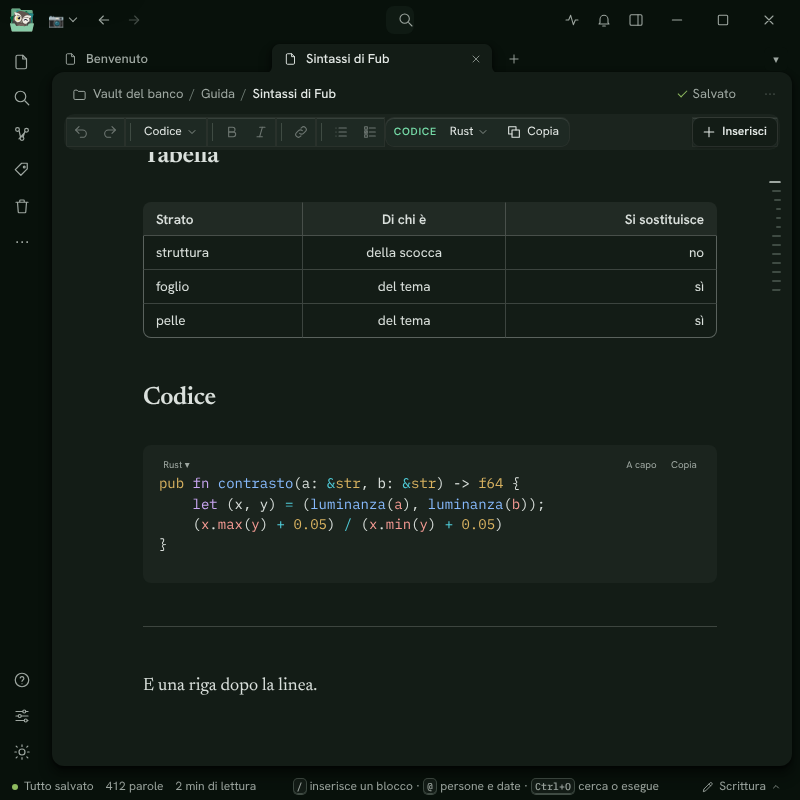 Benvenuto
Sintassi di Fub
Vault del banco / Guida / Sintassi di Fub
Salvato
Codice
B
I
CODICE
Rust
Copia
Inserisci
Tabella
Strato Di chi è Si sostituisce
struttura della scocca no
foglio del tema sì
pelle del tema sì
Codice
Rust ▾
A capo
Copia
pub fn contrasto(a: &str, b: &str) -> f64 {
    let (x, y) = (luminanza(a), luminanza(b));
    (x.max(y) + 0.05) / (x.min(y) + 0.05)
}
E una riga dopo la linea.
Tutto salvato 412 parole 2 min di lettura
/ inserisce un blocco · @ persone e date · Ctrl+O cerca o esegue
Scrittura